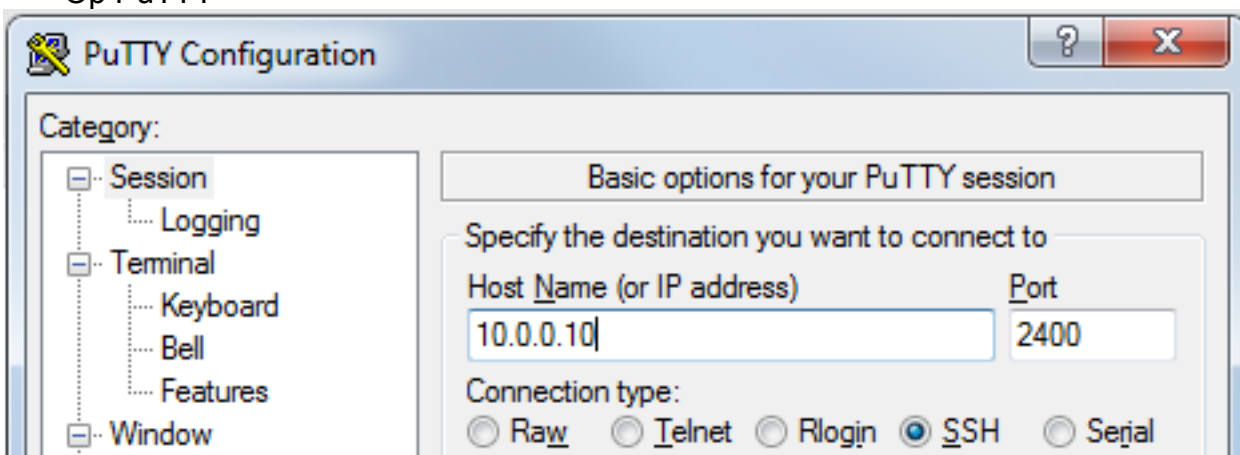 Op PuTTY
PuTTY Configuration
? X
Category:
Session
Logging
Terminal
Keyboard
Bell
Features
Window
Basic options for your PuTTY session
Specify the destination you want to connect to
Host Name (or IP address) Port
10.0.0.10 2400
Connection type:
Raw Telnet Rlogin SSH Serial